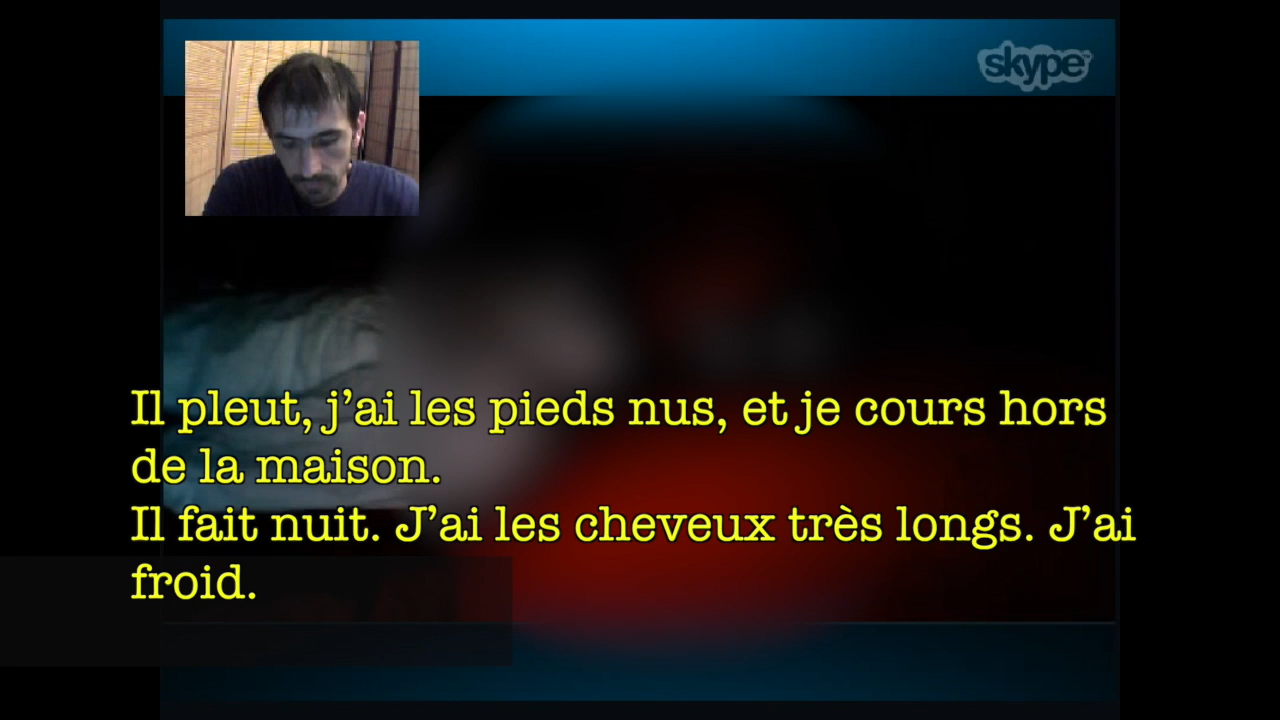 skype
Il pleut, j’ai les pieds nus, et je cours hors
de la maison.
Il fait nuit. J’ai les cheveux très longs. J’ai
froid.